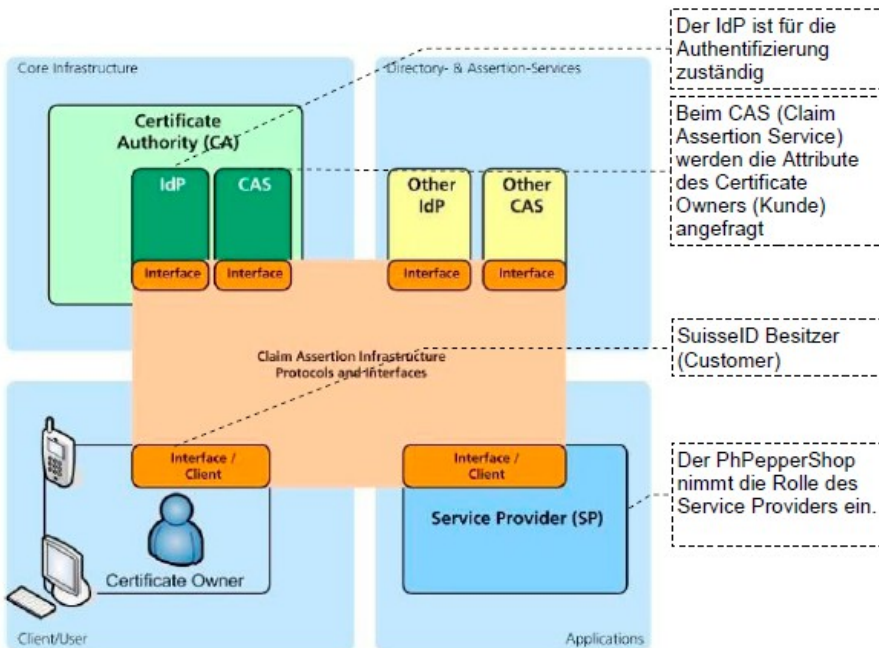 Core Infrastructure
Certificate
Authority (CA)
IdP
CAS
Interface
Interface
Directory- & Assertion-Services
Other
IdP
Other
CAS
Interface
Interface
Claim Assertion Infrastructure
Protocols and Interfaces
Interface /
Client
Certificate Owner
Client/User
Interface /
Client
Service Provider (SP)
Applications
Der IdP ist für die
Authentifizierung
zuständig
Beim CAS (Claim
Assertion Service)
werden die Attribute
des Certificate
Owners (Kunde)
angefragt
SuisseID Besitzer
(Customer)
Der PhPepperShop
nimmt die Rolle des
Service Providers ein.